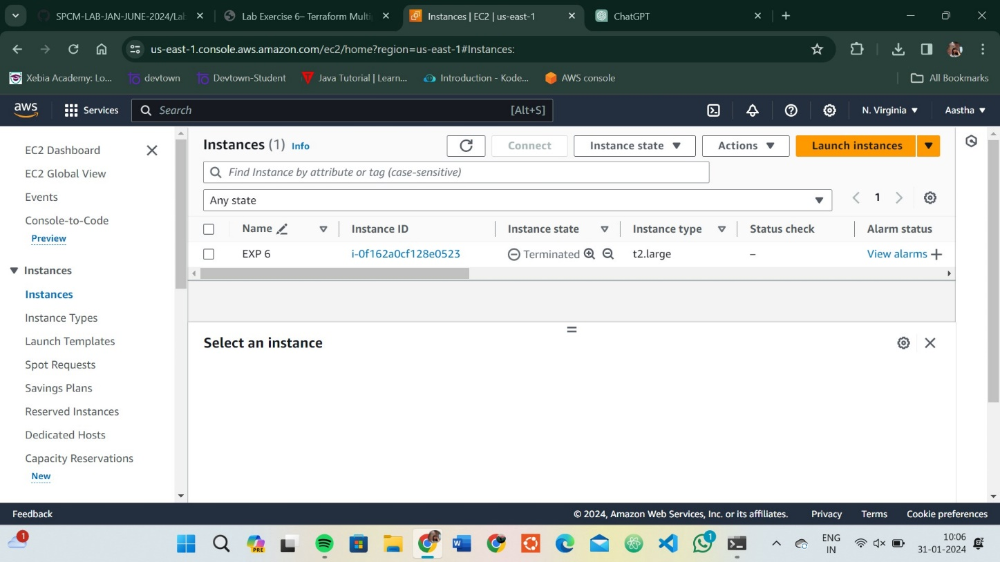 SPCM-LAB-JAN-JUNE-2024/Lab
Lab Exercise 6– Terraform Multi
Instances | EC2 | us-east-1
ChatGPT
us-east-1.console.aws.amazon.com/ec2/home?region=us-east-1#Instances:
Xebia Academy: Lo...
devtown
Devtown-Student
Java Tutorial | Learn...
Introduction - Kode...
AWS console
All Bookmarks
aws
Services
Search
[Alt+S]
N. Virginia
Aastha
EC2 Dashboard
EC2 Global View
Events
Console-to-Code
Preview
Instances
Instances
Instance Types
Launch Templates
Spot Requests
Savings Plans
Reserved Instances
Dedicated Hosts
Capacity Reservations
New
Instances (1) Info
Connect
Instance state
Actions
Launch instances
Find Instance by attribute or tag (case-sensitive)
Any state
1
Name Instance ID Instance state Instance type Status check Alarm status
EXP 6 i-0f162a0cf128e0523 Terminated t2.large – View alarms
Select an instance
Feedback
© 2024, Amazon Web Services, Inc. or its affiliates.
Privacy
Terms
Cookie preferences
1
PRE
W
1
ENG
IN
10:06
31-01-2024